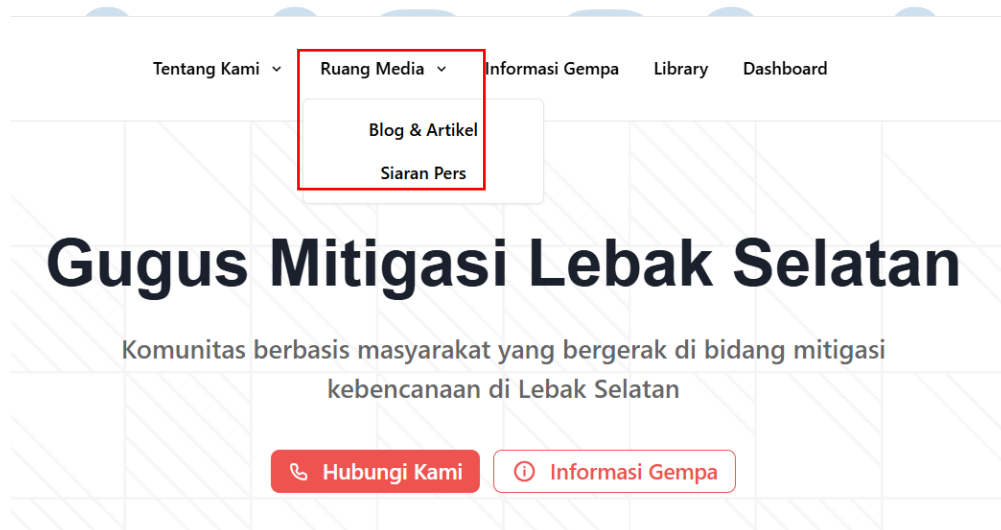 Tentang Kami Ruang Media Informasi Gempa Library Dashboard
Blog & Artikel
Siaran Pers
Gugus Mitigasi Lebak Selatan
Komunitas berbasis masyarakat yang bergerak di bidang mitigasi
kebencanaan di Lebak Selatan
Hubungi Kami Informasi Gempa